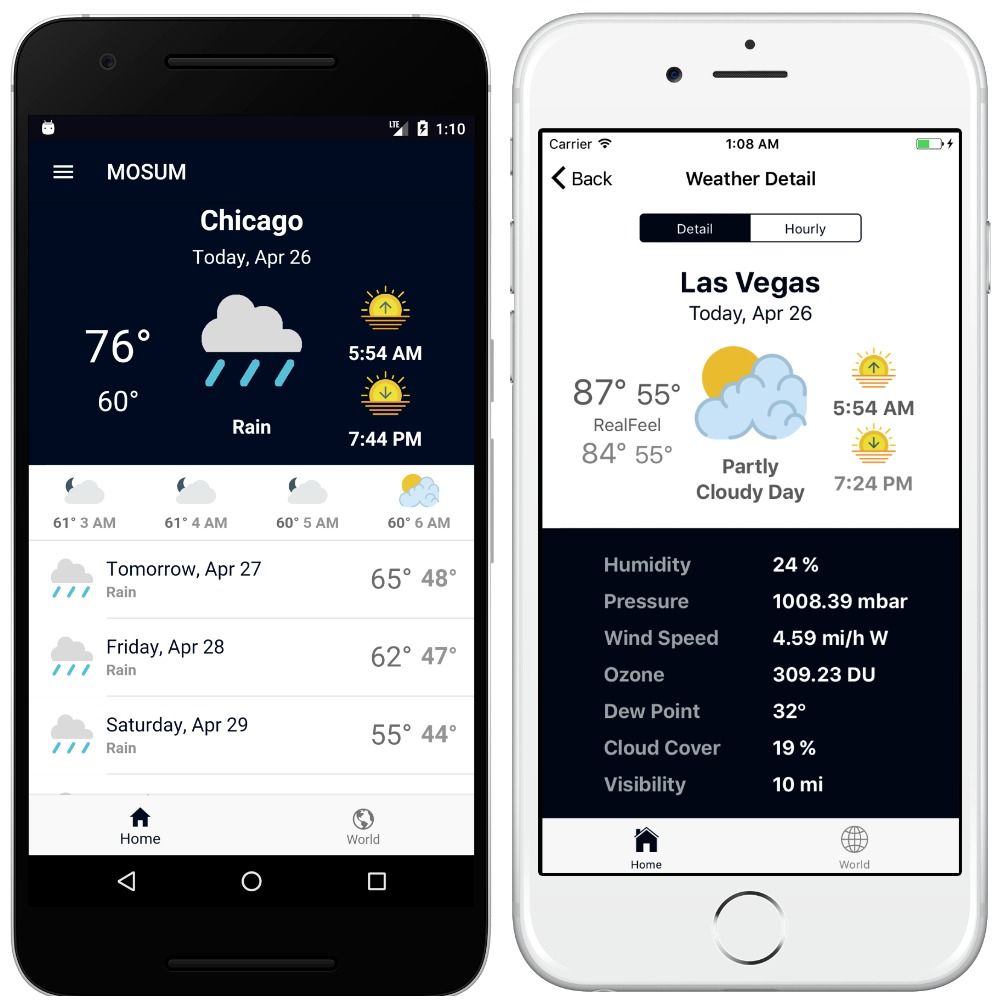 LTE 1:10
MOSUM
Chicago
Today, Apr 26
76°
60°
Rain
5:54 AM
7:44 PM
61° 3 AM 61° 4 AM 60° 5 AM 60° 6 AM
Tomorrow, Apr 27
Rain
65° 48°
Friday, Apr 28
Rain
62° 47°
Saturday, Apr 29
Rain
55° 44°
Home World
Carrier 1:08 AM
Back Weather Detail
Detail Hourly
Las Vegas
Today, Apr 26
87° 55°
RealFeel
84° 55°
Partly
Cloudy Day
5:54 AM
7:24 PM
Humidity 24 %
Pressure 1008.39 mbar
Wind Speed 4.59 mi/h W
Ozone 309.23 DU
Dew Point 32°
Cloud Cover 19 %
Visibility 10 mi
Home World